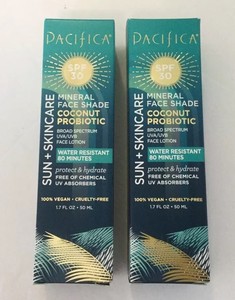 PACIFICA
SPF
30
SUN + SKINCARE
MINERAL
FACE SHADE
COCONUT
PROBIOTIC
BROAD SPECTRUM
UVA/UVB
FACE LOTION
WATER RESISTANT
80 MINUTES
protect & hydrate
FREE OF CHEMICAL
UV ABSORBERS
100% VEGAN • CRUELTY-FREE
1.7 FL OZ • 50 ML
PACIFICA
SPF
30
SUN + SKINCARE
MINERAL
FACE SHADE
COCONUT
PROBIOTIC
BROAD SPECTRUM
UVA/UVB
FACE LOTION
WATER RESISTANT
80 MINUTES
protect & hydrate
FREE OF CHEMICAL
UV ABSORBERS
100% VEGAN • CRUELTY-FREE
1.7 FL OZ • 50 ML